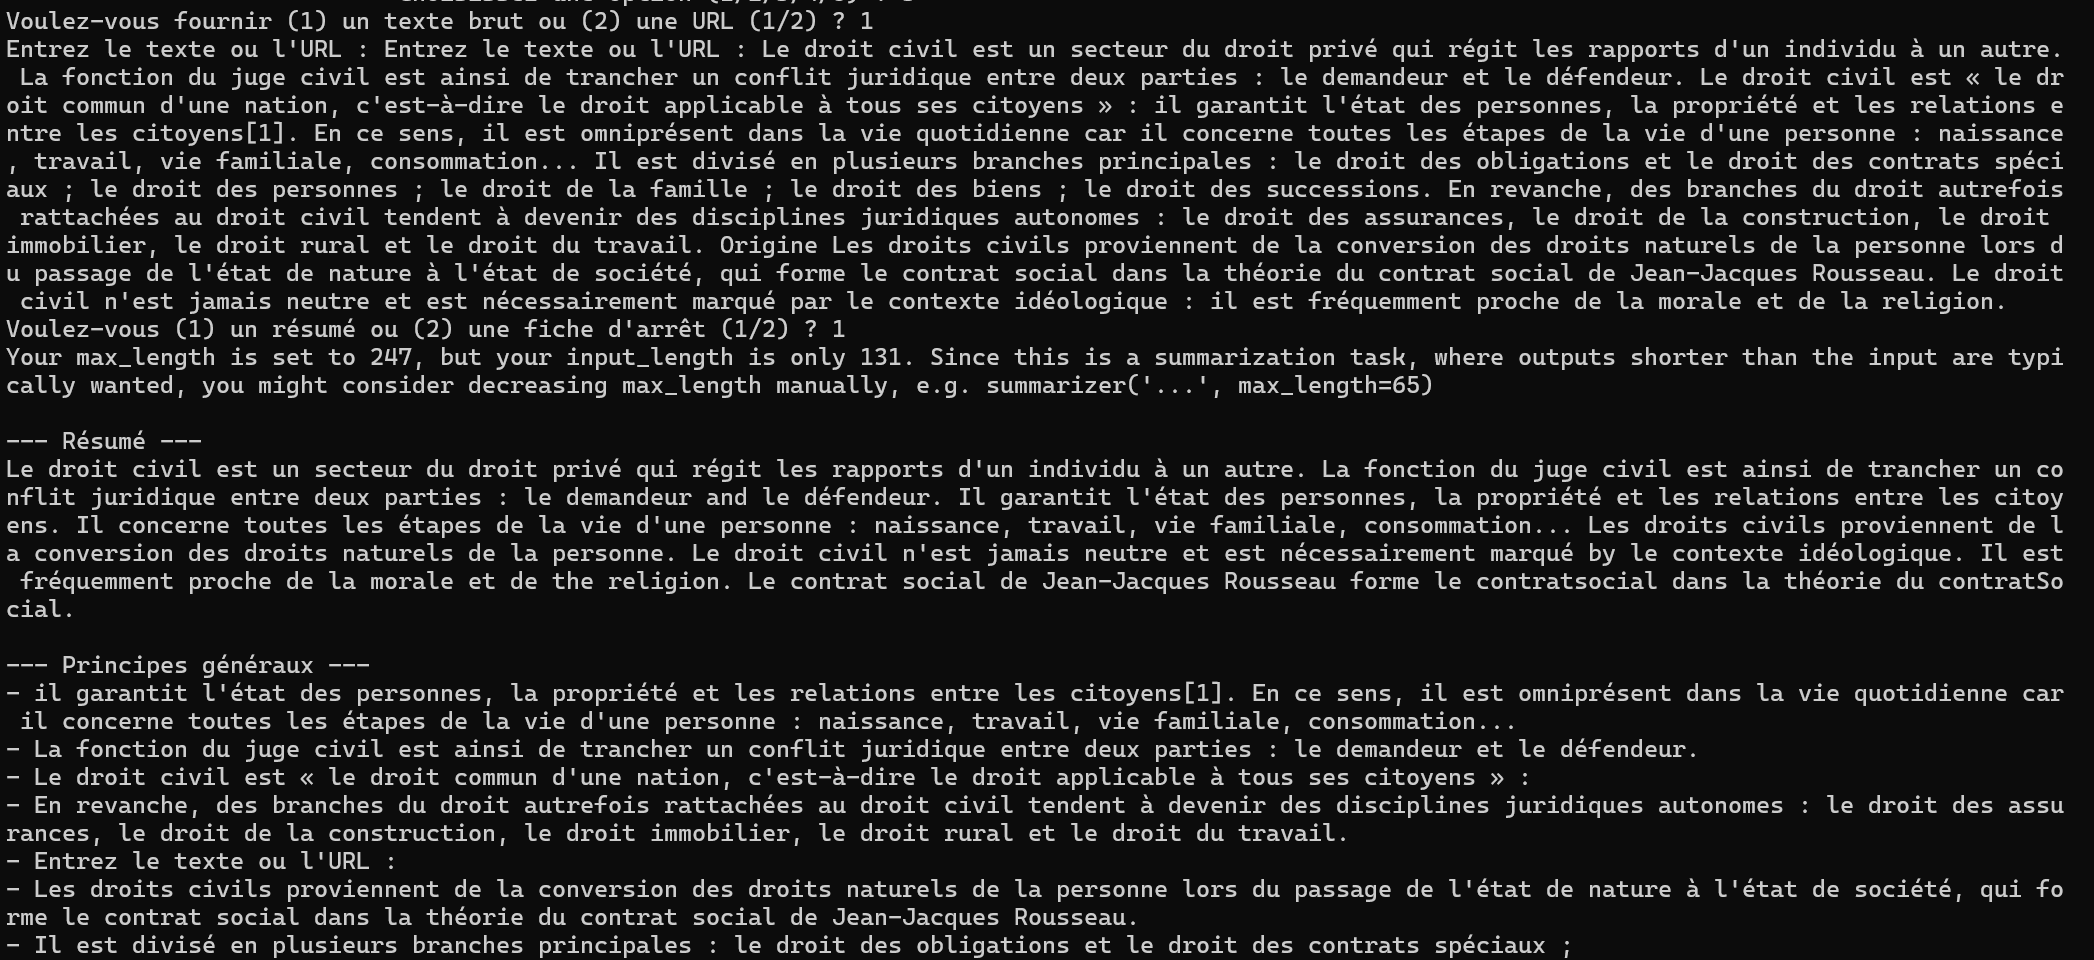 Voulez-vous fournir (1) un texte brut ou (2) une URL (1/2) ? 1
Entrez le texte ou l'URL : Entrez le texte ou l'URL : Le droit civil est un secteur du droit privé qui régit les rapports d'un individu à un autre.
 La fonction du juge civil est ainsi de trancher un conflit juridique entre deux parties : le demandeur et le défendeur. Le droit civil est « le dr
oit commun d'une nation, c'est-à-dire le droit applicable à tous ses citoyens » : il garantit l'état des personnes, la propriété et les relations e
ntre les citoyens[1]. En ce sens, il est omniprésent dans la vie quotidienne car il concerne toutes les étapes de la vie d'une personne : naissance
, travail, vie familiale, consommation... Il est divisé en plusieurs branches principales : le droit des obligations et le droit des contrats spéci
aux ; le droit des personnes ; le droit de la famille ; le droit des biens ; le droit des successions. En revanche, des branches du droit autrefois
 rattachées au droit civil tendent à devenir des disciplines juridiques autonomes : le droit des assurances, le droit de la construction, le droit
immobilier, le droit rural et le droit du travail. Origine Les droits civils proviennent de la conversion des droits naturels de la personne lors d
u passage de l'état de nature à l'état de société, qui forme le contrat social dans la théorie du contrat social de Jean-Jacques Rousseau. Le droit
 civil n'est jamais neutre et est nécessairement marqué par le contexte idéologique : il est fréquemment proche de la morale et de la religion.
Voulez-vous (1) un résumé ou (2) une fiche d'arrêt (1/2) ? 1
Your max_length is set to 247, but your input_length is only 131. Since this is a summarization task, where outputs shorter than the input are typi
cally wanted, you might consider decreasing max_length manually, e.g. summarizer('...', max_length=65)
--- Résumé ---
Le droit civil est un secteur du droit privé qui régit les rapports d'un individu à un autre. La fonction du juge civil est ainsi de trancher un co
nflit juridique entre deux parties : le demandeur and le défendeur. Il garantit l'état des personnes, la propriété et les relations entre les citoy
ens. Il concerne toutes les étapes de la vie d'une personne : naissance, travail, vie familiale, consommation... Les droits civils proviennent de l
a conversion des droits naturels de la personne. Le droit civil n'est jamais neutre et est nécessairement marqué by le contexte idéologique. Il est
 fréquemment proche de la morale et de the religion. Le contrat social de Jean-Jacques Rousseau forme le contratsocial dans la théorie du contratSo
cial.
--- Principes généraux ---
- il garantit l'état des personnes, la propriété et les relations entre les citoyens[1]. En ce sens, il est omniprésent dans la vie quotidienne car
 il concerne toutes les étapes de la vie d'une personne : naissance, travail, vie familiale, consommation...
- La fonction du juge civil est ainsi de trancher un conflit juridique entre deux parties : le demandeur et le défendeur.
- Le droit civil est « le droit commun d'une nation, c'est-à-dire le droit applicable à tous ses citoyens » :
- En revanche, des branches du droit autrefois rattachées au droit civil tendent à devenir des disciplines juridiques autonomes : le droit des assu
rances, le droit de la construction, le droit immobilier, le droit rural et le droit du travail.
- Entrez le texte ou l'URL :
- Les droits civils proviennent de la conversion des droits naturels de la personne lors du passage de l'état de nature à l'état de société, qui fo
rme le contrat social dans la théorie du contrat social de Jean-Jacques Rousseau.
- Il est divisé en plusieurs branches principales : le droit des obligations et le droit des contrats spéciaux ;